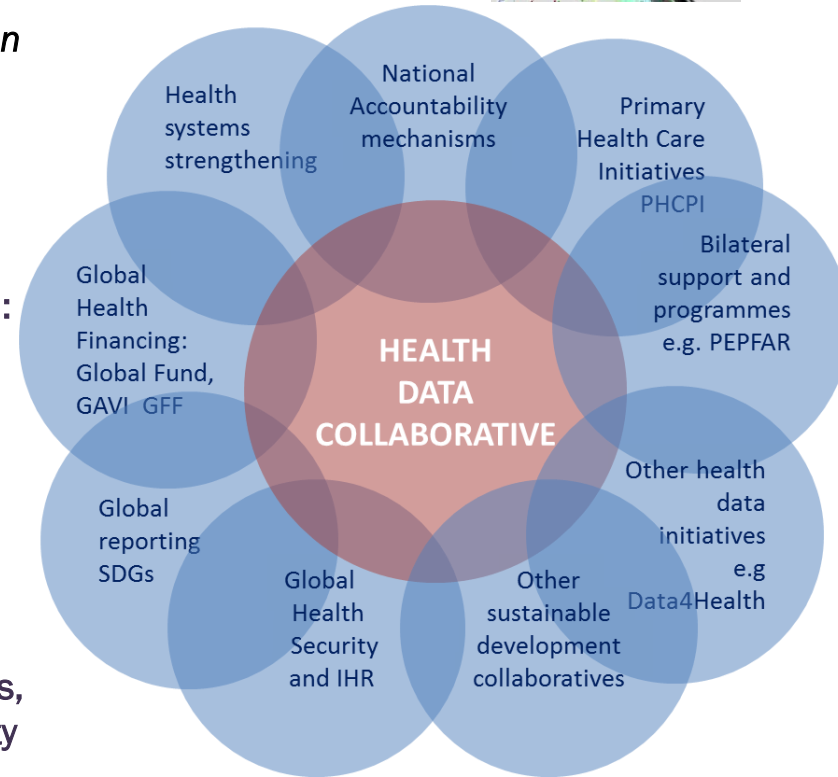 n
:
s,
ty
National
Accountability
mechanisms
Health
systems
strengthening
Primary
Health Care
Initiatives
PHCPI
Bilateral
support and
programmes
e.g. PEPFAR
Global
Health
Financing:
Global Fund,
GAVI GFF
HEALTH
DATA
COLLABORATIVE
Other health
data
initiatives
e.g
Data4Health
Global
reporting
SDGs
Global
Health
Security
and IHR
Other
sustainable
development
collaboratives